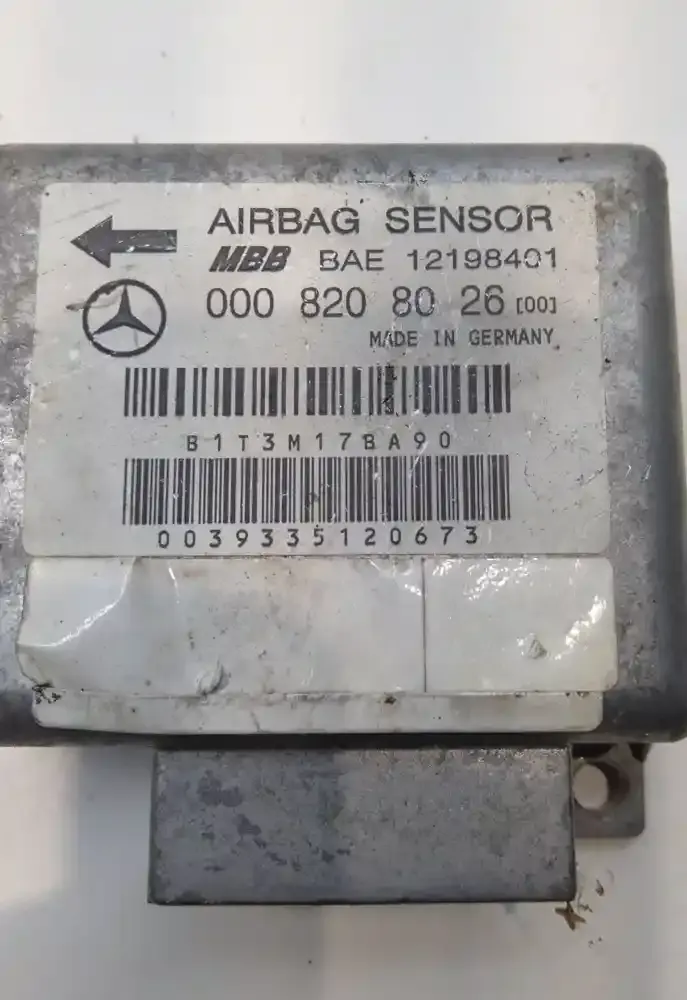 AIRBAG SENSOR
MBB BAE 12198401
000 820 80 26 [00]
MADE IN GERMANY
B1T3M17BA90
0039335120673